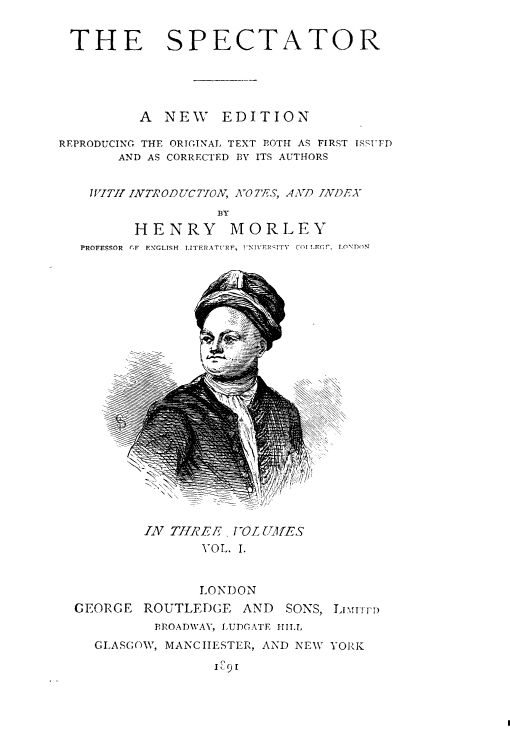 THE SPECTATOR
A NEW EDITION
REPRODUCING THE ORIGINAL TEXT BOTH AS FIRST ISSUED
AND AS CORRECTED BY ITS AUTHORS
WITH INTRODUCTION, NOTES, AND INDEX
BY
HENRY MORLEY
PROFESSOR OF ENGLISH LITERATURE, UNIVERSITY COLLEGE, LONDON
IN THREE VOLUMES
VOL. I.
LONDON
GEORGE ROUTLEDGE AND SONS, LIMITED
BROADWAY, LUDGATE HILL
GLASGOW, MANCHESTER, AND NEW YORK
1891